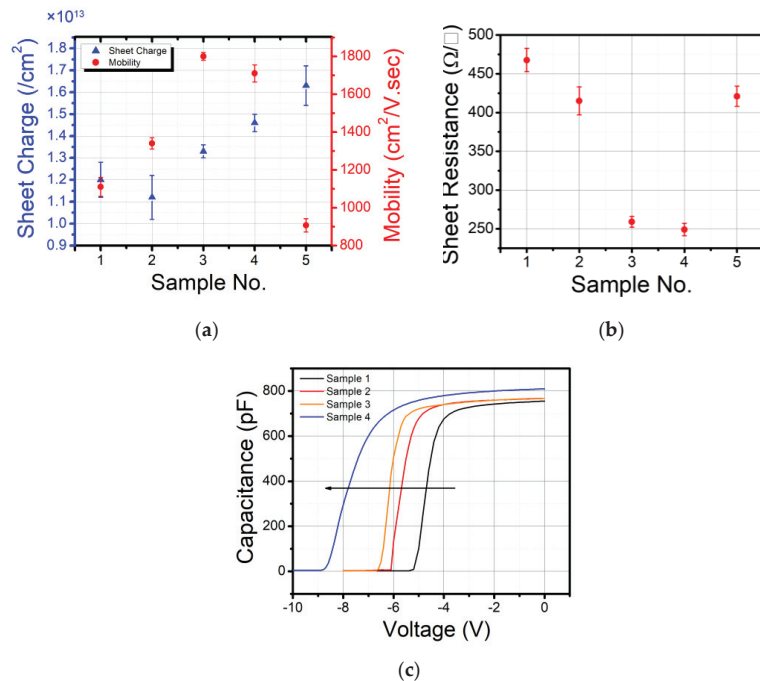 ×10¹³
Sheet Charge
Mobility
1.8
1.7
1.6
1.5
1.4
1.3
1.2
1.1
1.0
0.9
Sheet Charge (/cm²)
1800
1600
1400
1200
1000
800
Mobility (cm²/V.sec)
1 2 3 4 5
Sample No.
(a)
500
450
400
350
300
250
Sheet Resistance (Ω/□)
1 2 3 4 5
Sample No.
(b)
Sample 1
Sample 2
Sample 3
Sample 4
800
600
400
200
0
Capacitance (pF)
-10 -8 -6 -4 -2 0
Voltage (V)
(c)